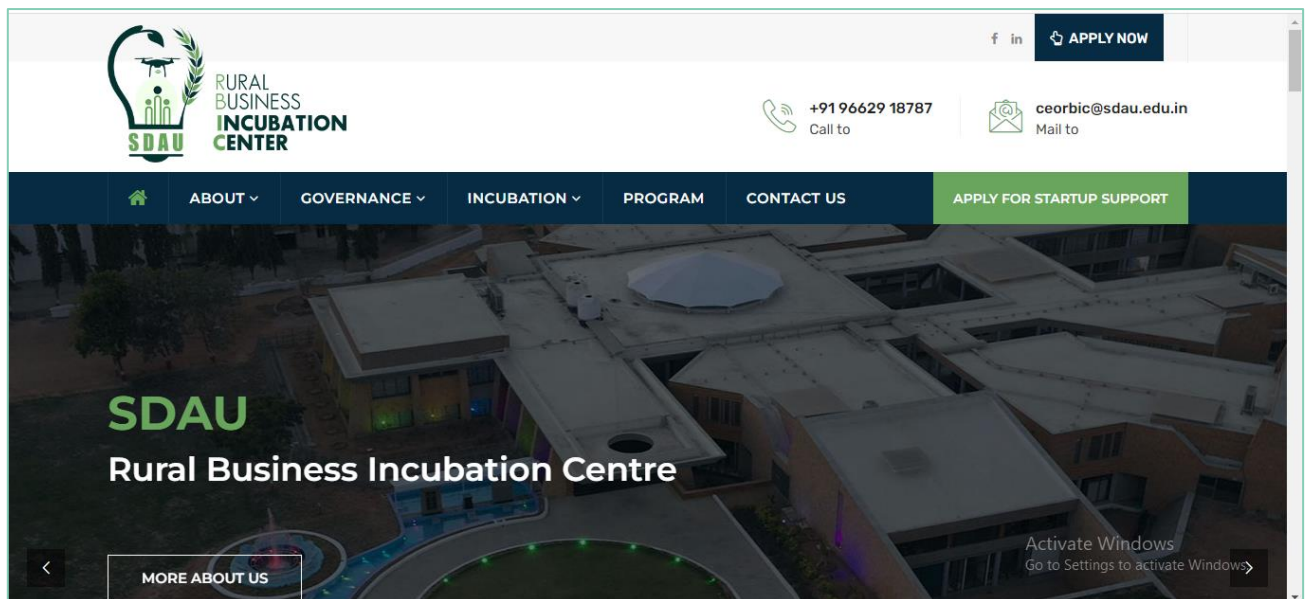 f in APPLY NOW
SDAU
RURAL
BUSINESS
INCUBATION
CENTER
+91 96629 18787
Call to
ceorbic@sdau.edu.in
Mail to
ABOUT GOVERNANCE INCUBATION PROGRAM CONTACT US APPLY FOR STARTUP SUPPORT
SDAU
Rural Business Incubation Centre
MORE ABOUT US
Activate Windows
Go to Settings to activate Windows.